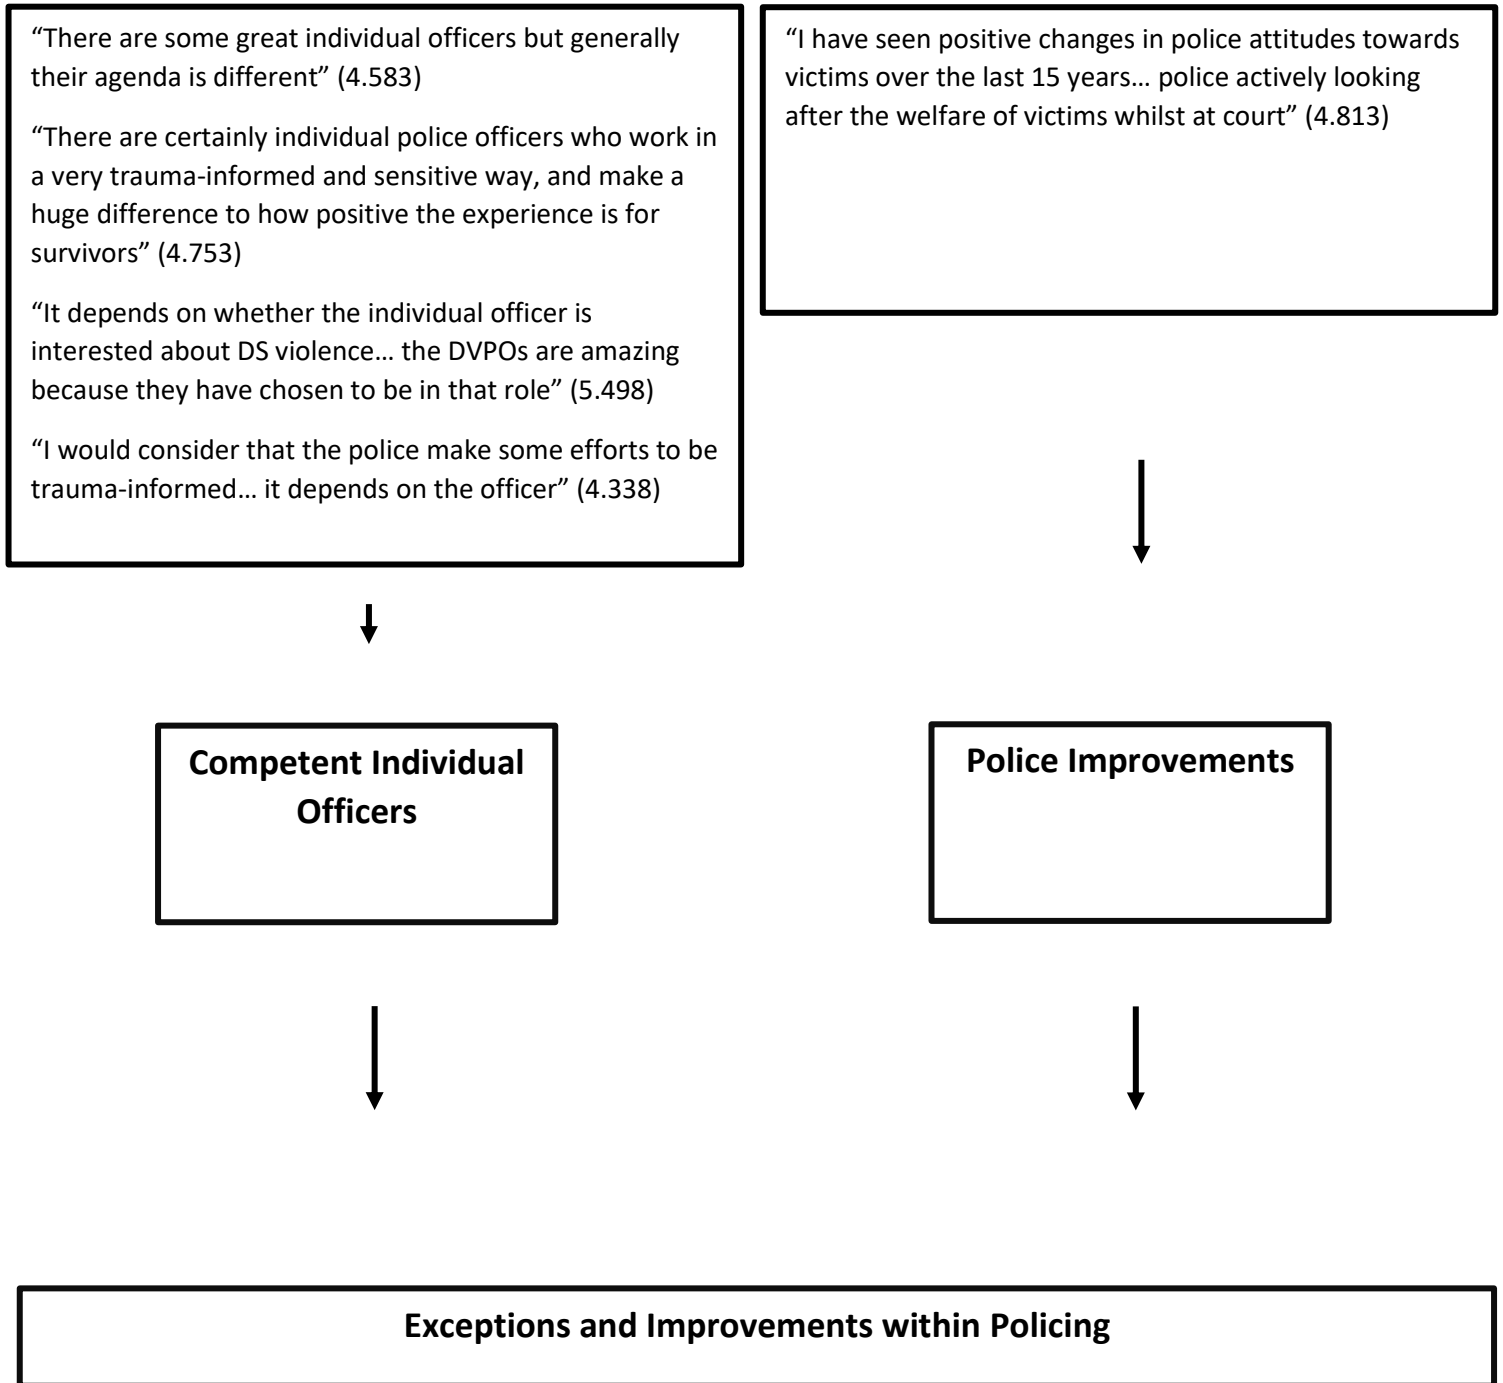 “There are some great individual officers but generally
their agenda is different” (4.583)
“There are certainly individual police officers who work in
a very trauma-informed and sensitive way, and make a
huge difference to how positive the experience is for
survivors” (4.753)
“It depends on whether the individual officer is
interested about DS violence… the DVPOs are amazing
because they have chosen to be in that role” (5.498)
“I would consider that the police make some efforts to be
trauma-informed… it depends on the officer” (4.338)
“I have seen positive changes in police attitudes towards
victims over the last 15 years… police actively looking
after the welfare of victims whilst at court” (4.813)
Competent Individual
Officers
Police Improvements
Exceptions and Improvements within Policing